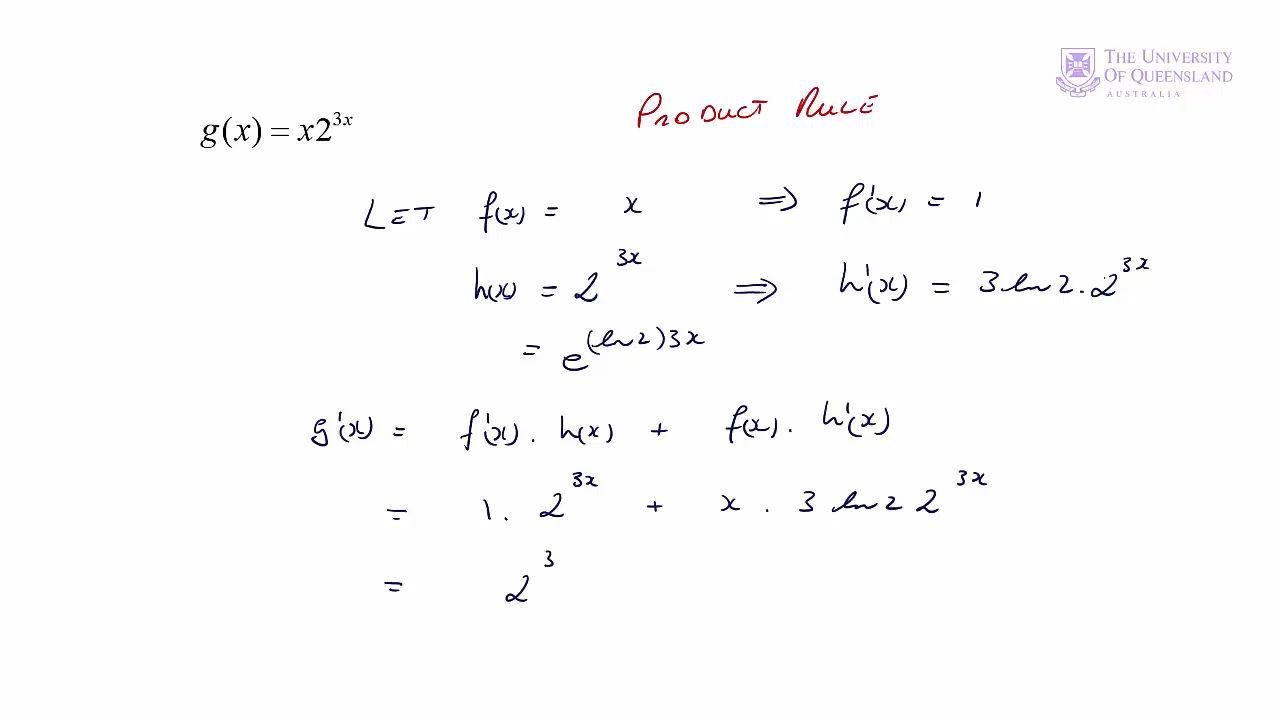 THE UNIVERSITY
OF QUEENSLAND
AUSTRALIA
PRODUCT RULE
g(x) = x2^{3x}
LET f(x) = x ⇒ f'(x) = 1
h(x) = 2^{3x} ⇒ h'(x) = 3 ln 2 . 2^{3x}
= e^{(ln 2)3x}
g'(x) = f'(x) . h(x) + f(x) . h'(x)
= 1 . 2^{3x} + x . 3 ln 2 2^{3x}
= 2^{3}